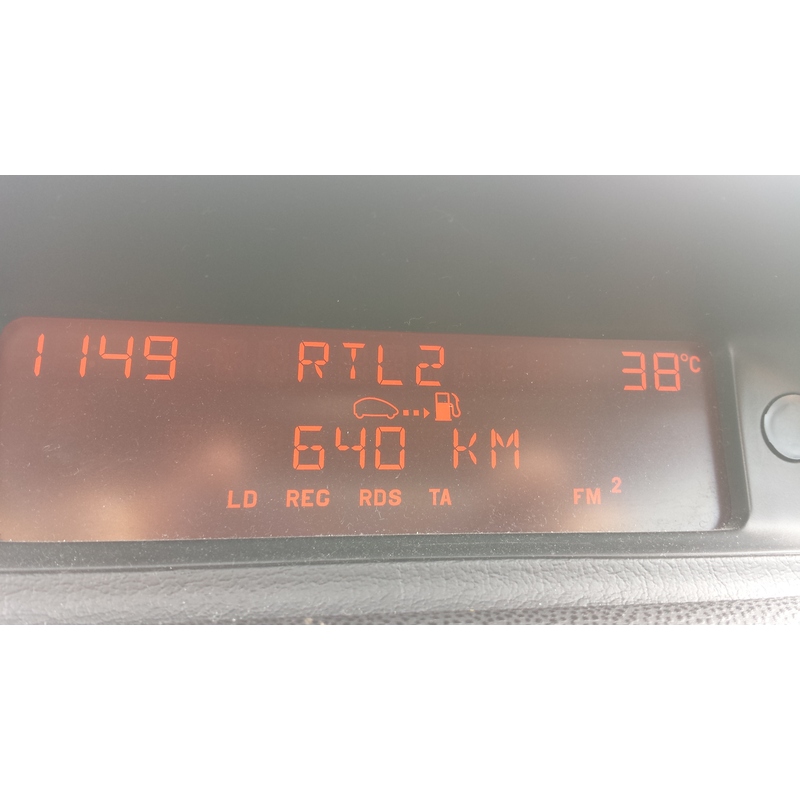 1149 RTL2 38°C
640 KM
LD REG RDS TA FM 2